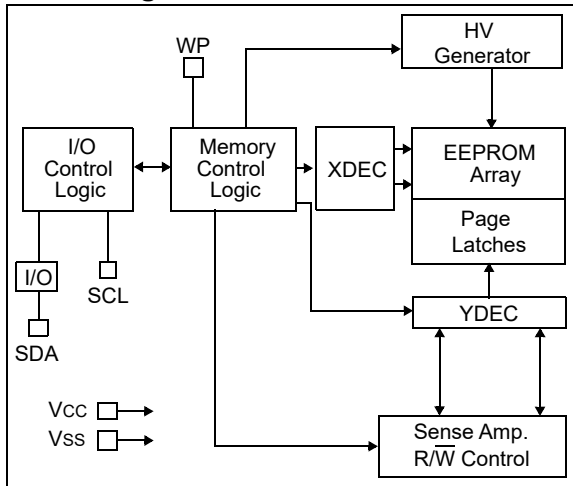 WP
HV
Generator
I/O
Control
Logic
Memory
Control
Logic
XDEC
EEPROM
Array
Page
Latches
I/O
SCL
SDA
YDEC
VCC
VSS
Sense Amp.
R/W̅ Control